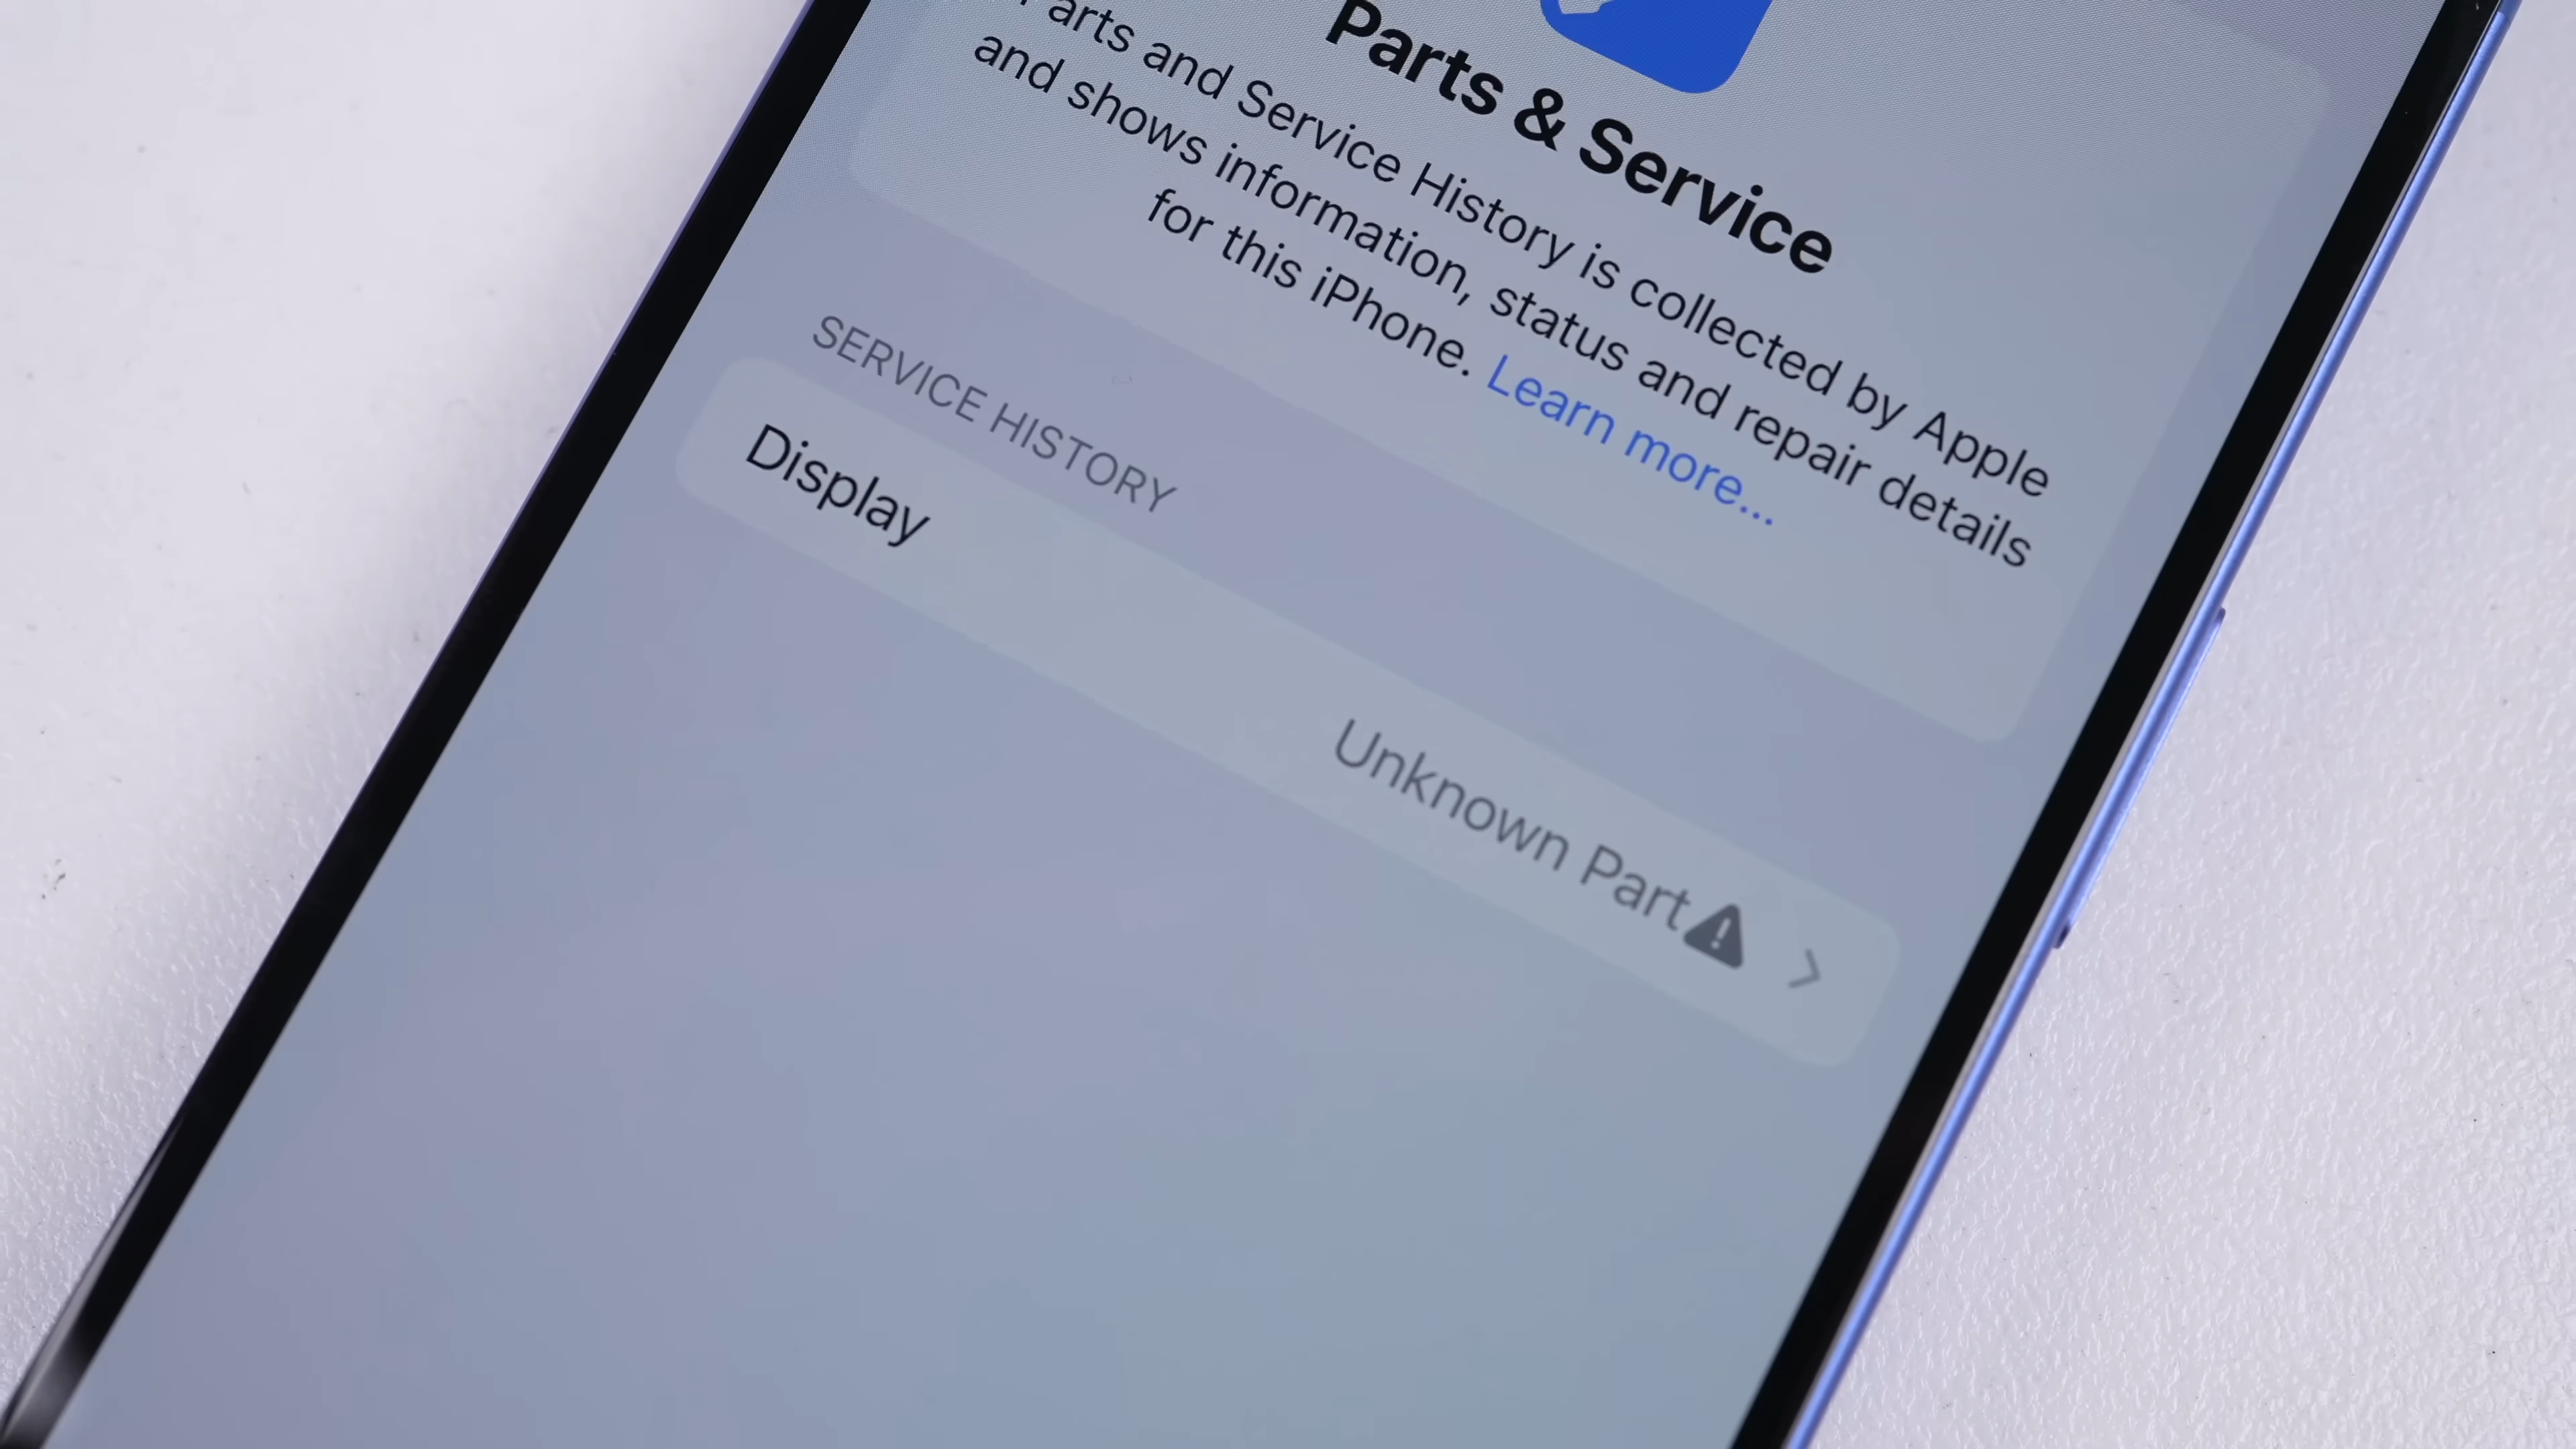 Parts & Service
Parts and Service History is collected by Apple
and shows information, status and repair details
for this iPhone. Learn more...
SERVICE HISTORY
Display
Unknown Part